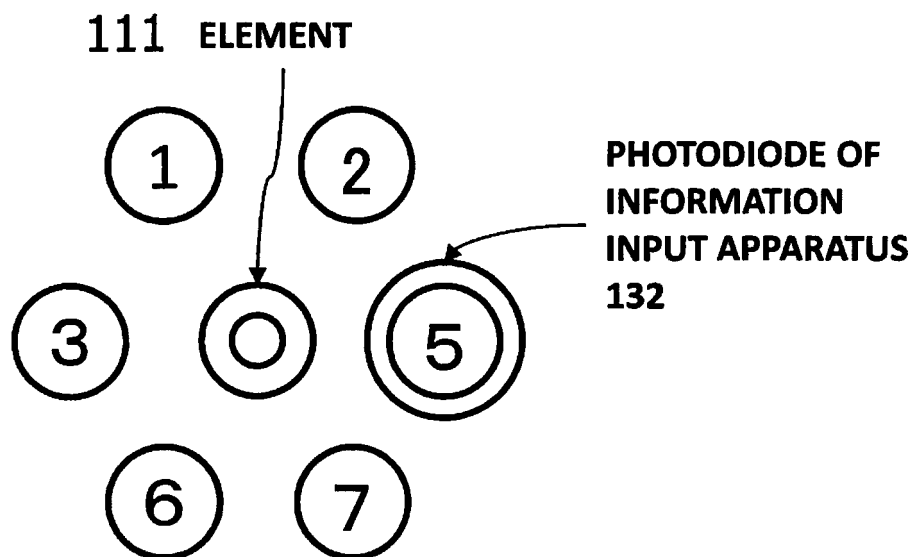 111 ELEMENT
1 2
PHOTODIODE OF
INFORMATION
INPUT APPARATUS
132
3 5
6 7